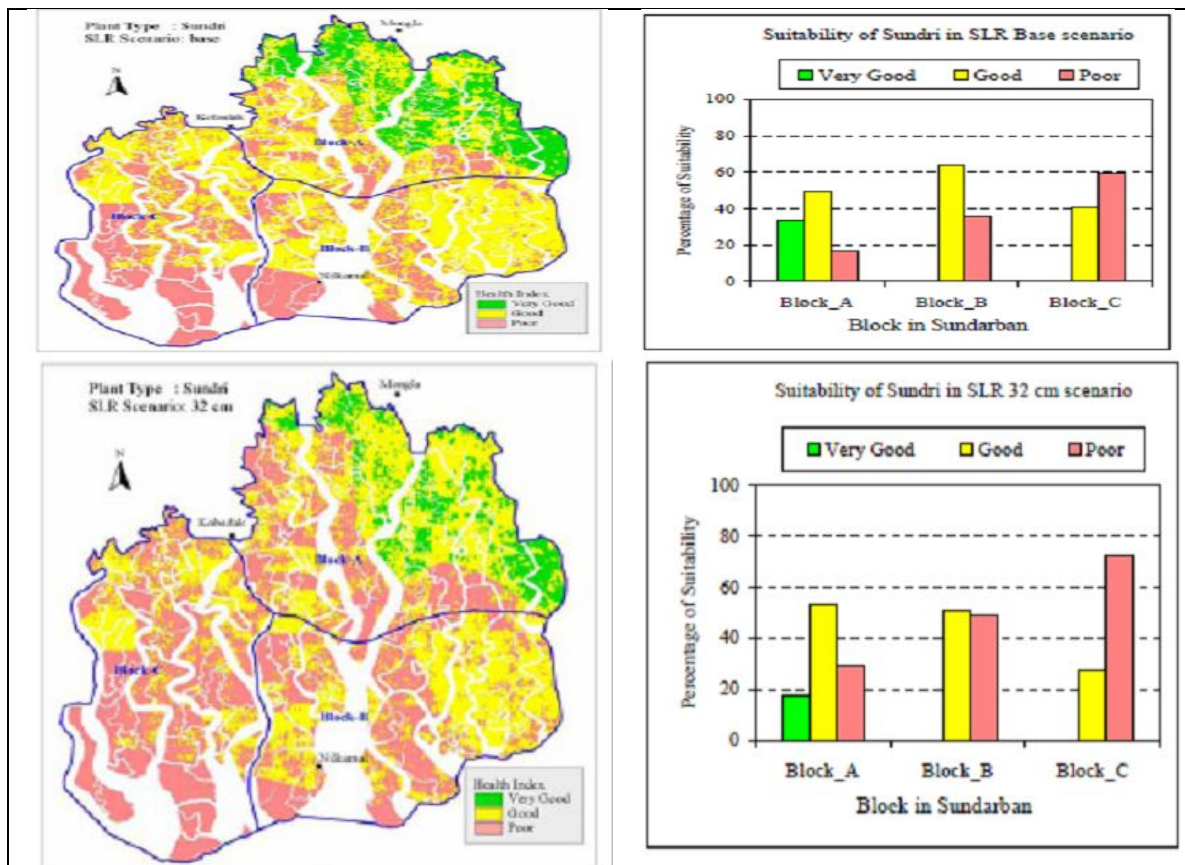 Plant Type : Sundri
SLR Scenario: base
Mongla
N
Kobadak
Block-A
Block-C
Block-B
Nilkamal
Health Index
Very Good
Good
Poor
Suitability of Sundri in SLR Base scenario
Very Good Good Poor
Percentage of Suitability
100
80
60
40
20
0
Block_A Block_B Block_C
Block in Sundarban
Plant Type : Sundri
SLR Scenario: 32 cm
Mongla
N
Kobadak
Block-A
Block-C
Block-B
Nilkamal
Health Index
Very Good
Good
Poor
Suitability of Sundri in SLR 32 cm scenario
Very Good Good Poor
Percentage of Suitability
100
80
60
40
20
0
Block_A Block_B Block_C
Block in Sundarban